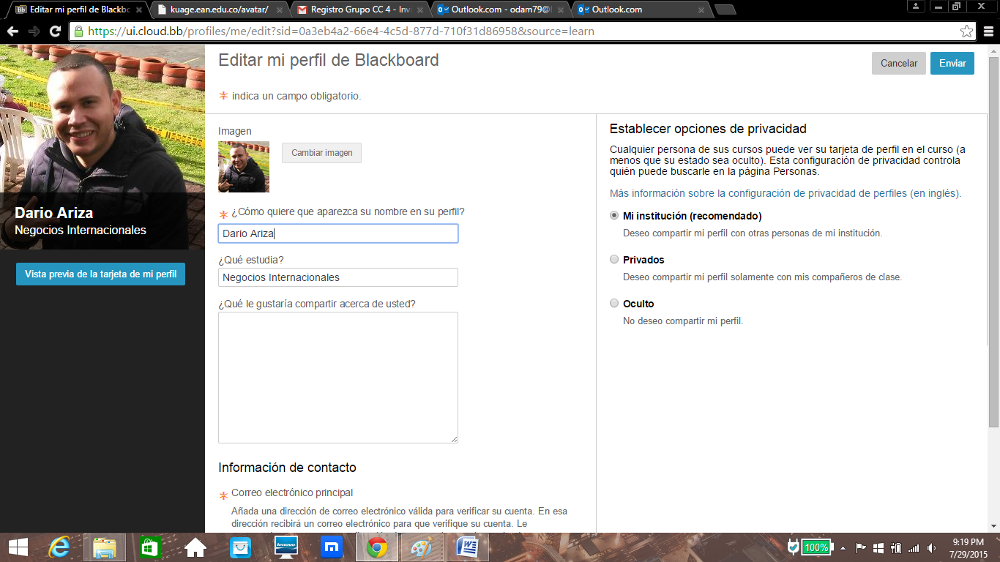 Editar mi perfil de Blackbo
kuage.ean.edu.co/avatar/
Registro Grupo CC 4 - Invi
Outlook.com - odam79@
Outlook.com
https://ui.cloud.bb/profiles/me/edit?sid=0a3eb4a2-66e4-4c5d-877d-710f31d86958&source=learn
Editar mi perfil de Blackboard
Cancelar
Enviar
* indica un campo obligatorio.
Imagen
Cambiar imagen
* ¿Cómo quiere que aparezca su nombre en su perfil?
Dario Ariza
¿Qué estudia?
Negocios Internacionales
¿Qué le gustaría compartir acerca de usted?
Información de contacto
* Correo electrónico principal
Añada una dirección de correo electrónico válida para verificar su cuenta. En esa
dirección recibirá un correo electrónico para que verifique su cuenta. Le
Dario Ariza
Negocios Internacionales
Vista previa de la tarjeta de mi perfil
Establecer opciones de privacidad
Cualquier persona de sus cursos puede ver su tarjeta de perfil en el curso (a
menos que su estado sea oculto). Esta configuración de privacidad controla
quién puede buscarle en la página Personas.
Más información sobre la configuración de privacidad de perfiles (en inglés).
Mi institución (recomendado)
Deseo compartir mi perfil con otras personas de mi institución.
Privados
Deseo compartir mi perfil solamente con mis compañeros de clase.
Oculto
No deseo compartir mi perfil.
lenovo
100%
9:19 PM
7/29/2015